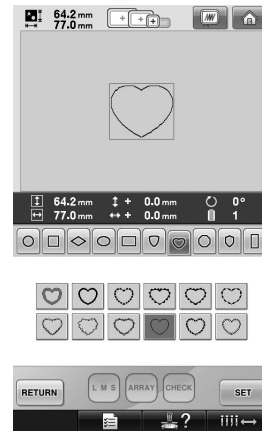 64.2 mm
77.0 mm
64.2 mm + 0.0 mm 0°
77.0 mm + 0.0 mm 1
RETURN L M S ARRAY CHECK SET
?